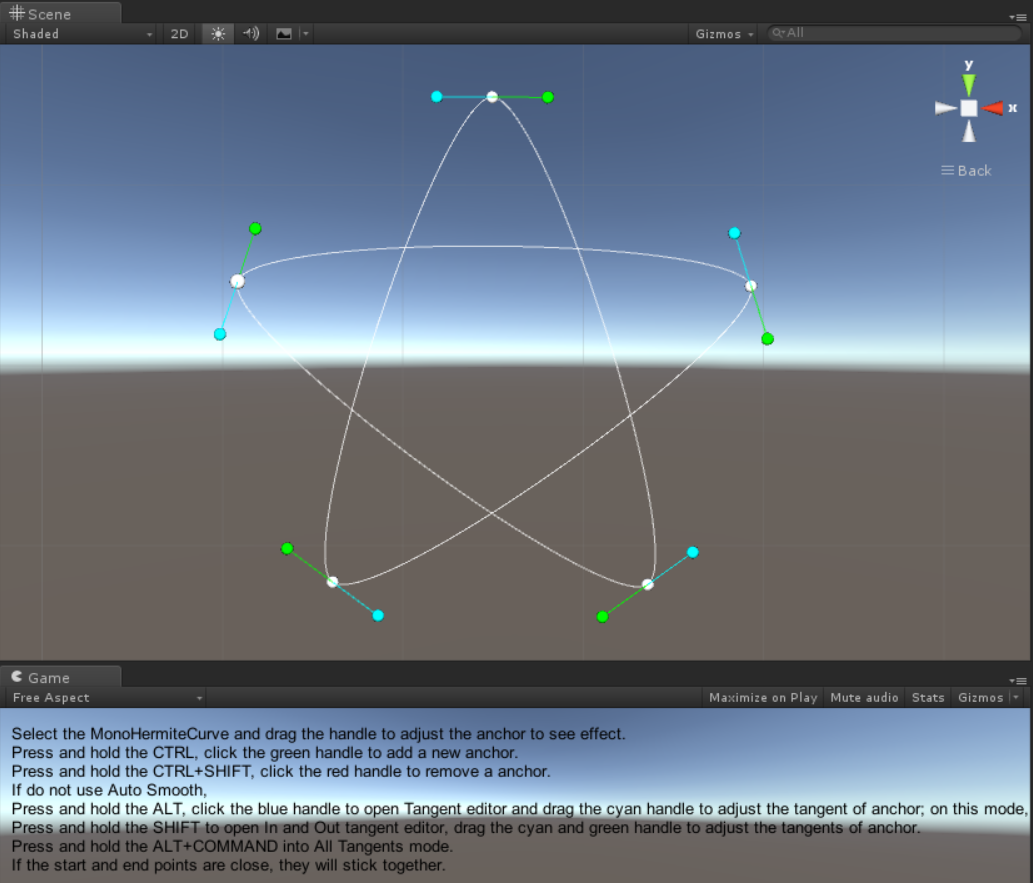 Scene
Shaded 2D Gizmos All
y
x
Back
Game
Free Aspect Maximize on Play Mute audio Stats Gizmos
Select the MonoHermiteCurve and drag the handle to adjust the anchor to see effect.
Press and hold the CTRL, click the green handle to add a new anchor.
Press and hold the CTRL+SHIFT, click the red handle to remove a anchor.
If do not use Auto Smooth,
Press and hold the ALT, click the blue handle to open Tangent editor and drag the cyan handle to adjust the tangent of anchor; on this mode,
Press and hold the SHIFT to open In and Out tangent editor, drag the cyan and green handle to adjust the tangents of anchor.
Press and hold the ALT+COMMAND into All Tangents mode.
If the start and end points are close, they will stick together.